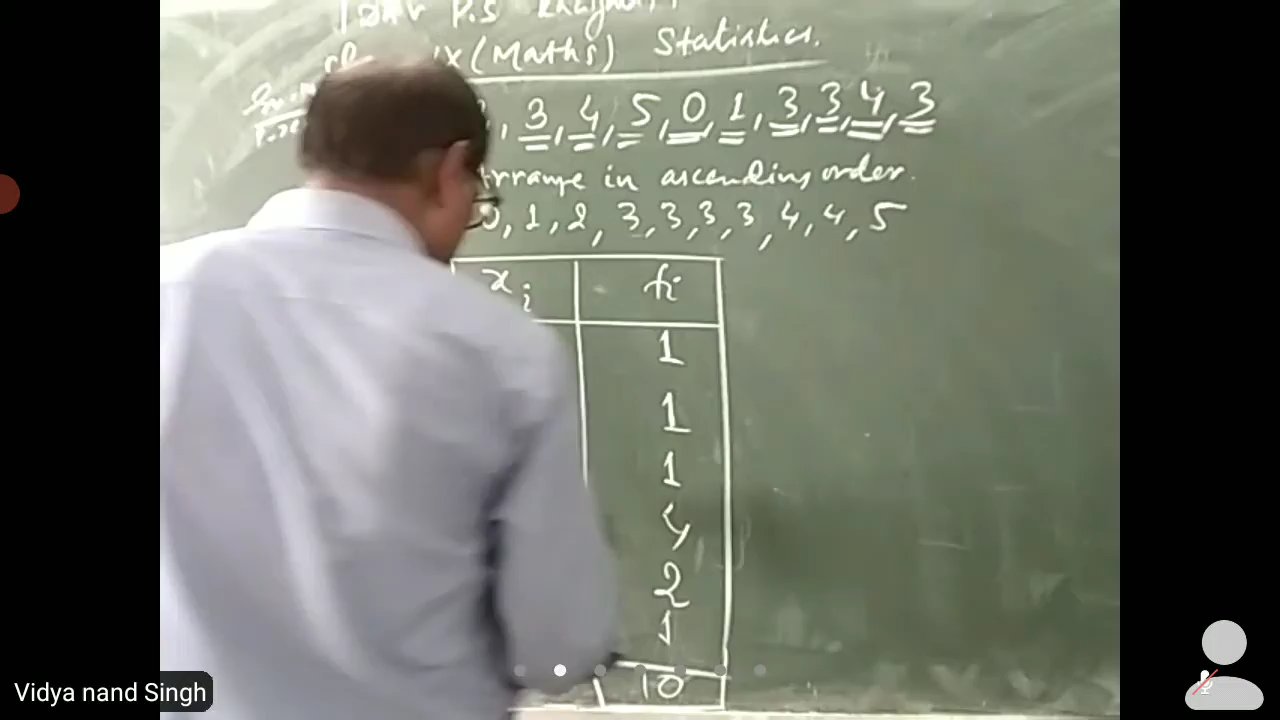 P.S
IX (Maths) Statistics.
, 3, 4, 5, 0, 1, 3, 3, 4, 3
Arrange in ascending order.
0, 1, 2, 3, 3, 3, 3, 4, 4, 5
xi fi
1
1
1
4
2
1
10
Vidya nand Singh